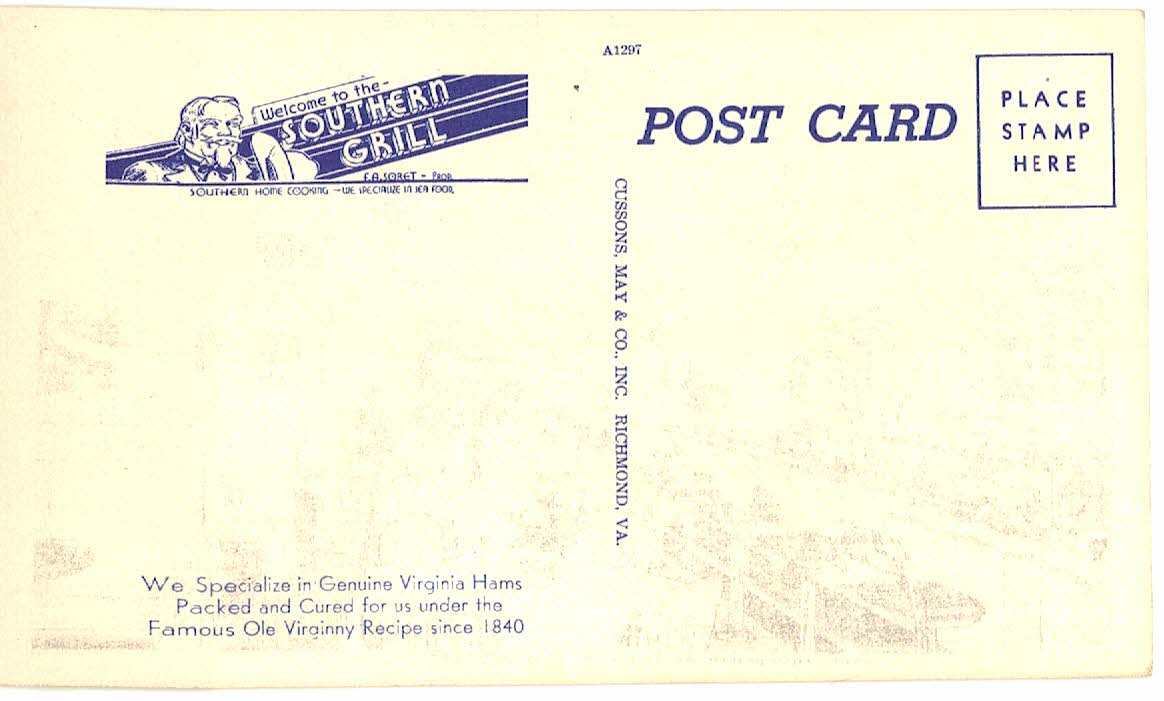 A1297
Welcome to the-
SOUTHERN
GRILL
F.A. SORET - PROP.
SOUTHERN HOME COOKING - WE SPECIALIZE IN SEA FOOD.
POST CARD
PLACE
STAMP
HERE
CUSSONS, MAY & CO., INC. RICHMOND, VA.
We Specialize in Genuine Virginia Hams
Packed and Cured for us under the
Famous Ole Virginny Recipe since 1840